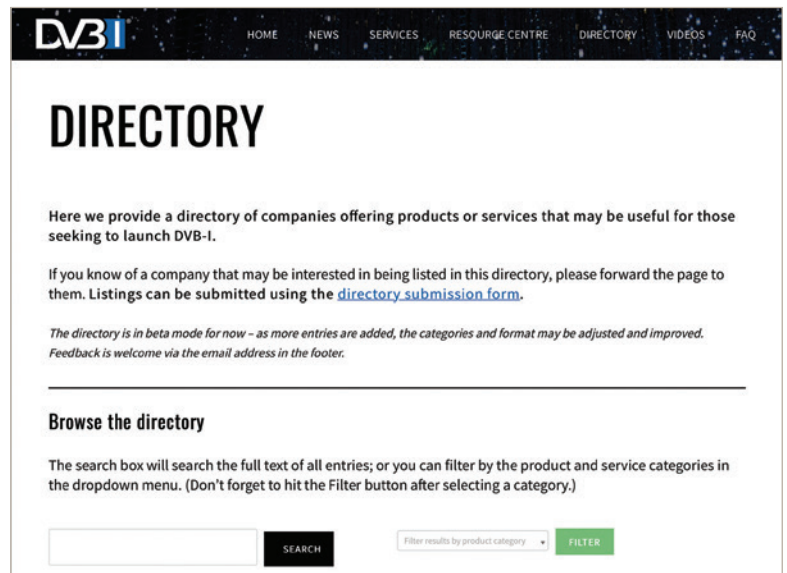 DVB I
HOME NEWS SERVICES RESOURCE CENTRE DIRECTORY VIDEOS FAQ
DIRECTORY
Here we provide a directory of companies offering products or services that may be useful for those
seeking to launch DVB-I.
If you know of a company that may be interested in being listed in this directory, please forward the page to
them. Listings can be submitted using the directory submission form.
The directory is in beta mode for now – as more entries are added, the categories and format may be adjusted and improved.
Feedback is welcome via the email address in the footer.
Browse the directory
The search box will search the full text of all entries; or you can filter by the product and service categories in
the dropdown menu. (Don't forget to hit the Filter button after selecting a category.)
SEARCH Filter results by product category FILTER